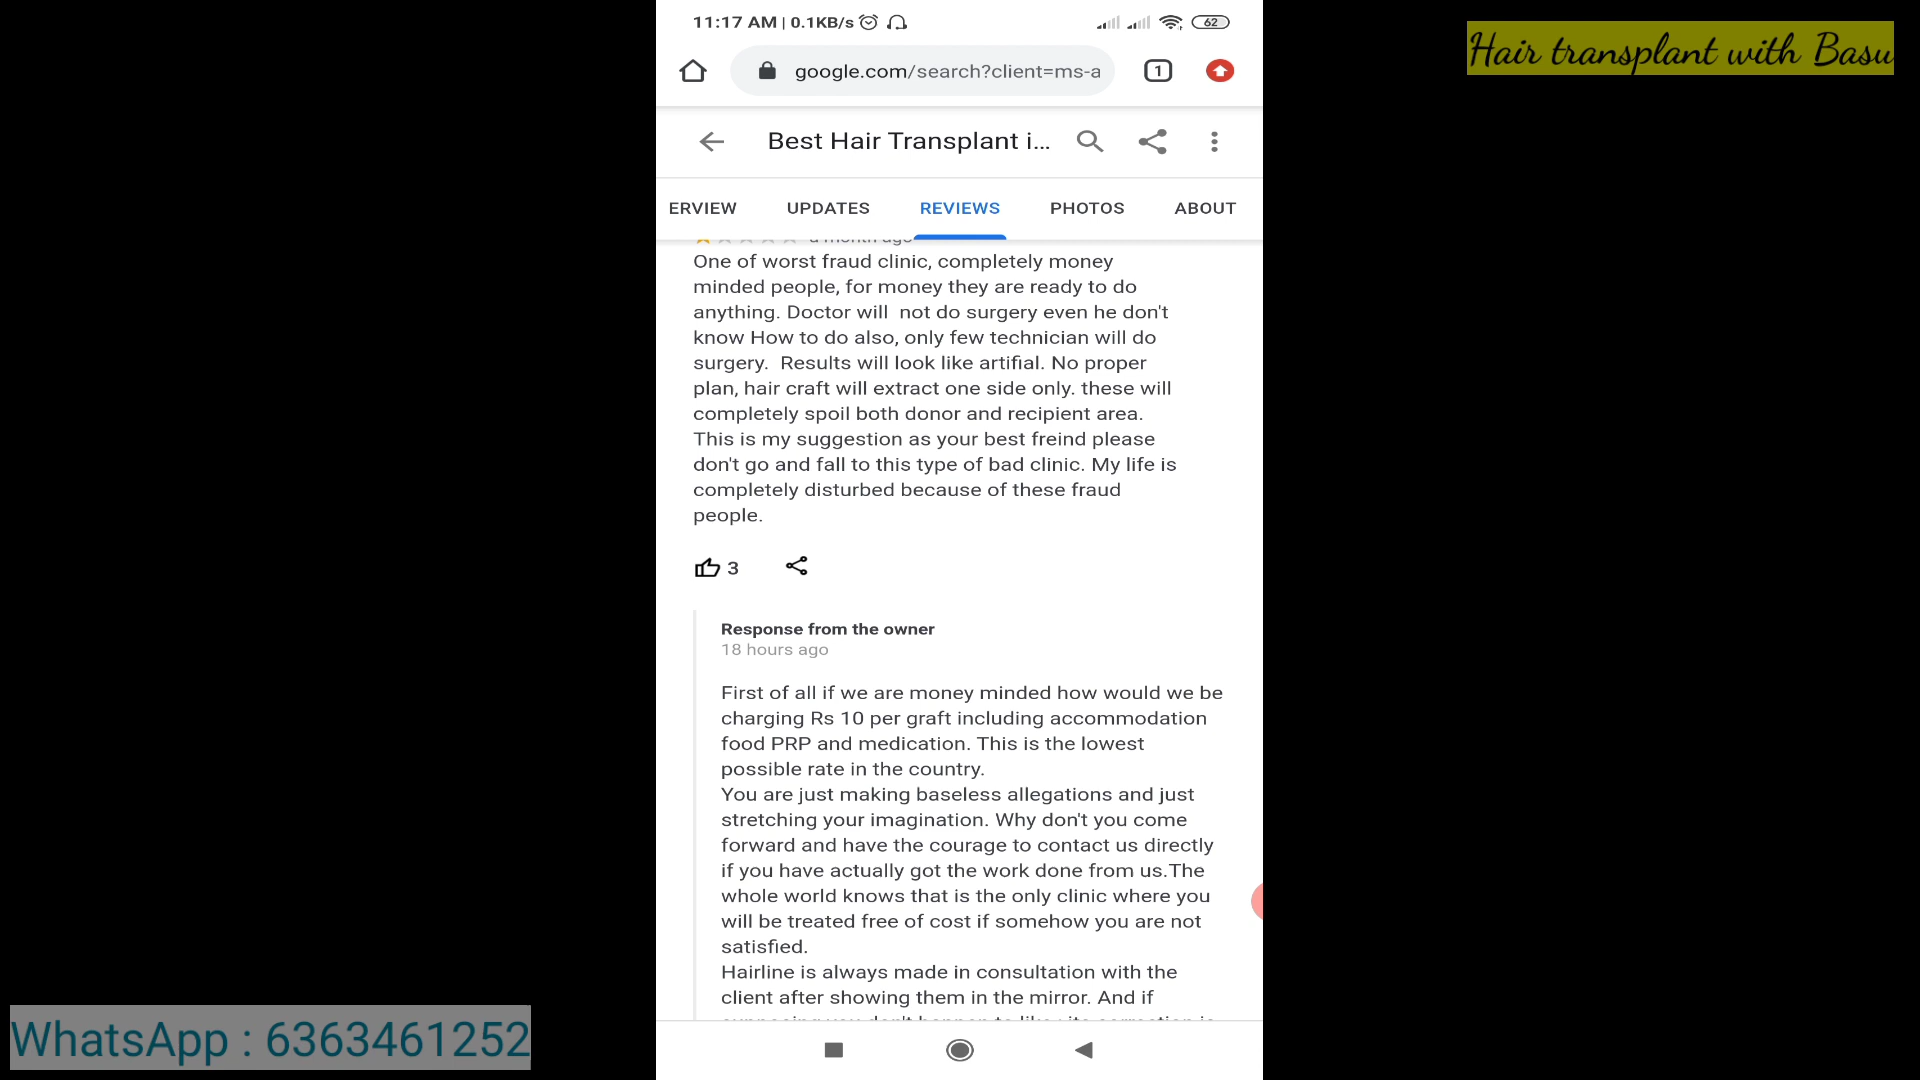 11:17 AM | 0.1KB/s
62
Hair transplant with Basu
google.com/search?client=ms-a
1
Best Hair Transplant i...
ERVIEW
UPDATES
REVIEWS
PHOTOS
ABOUT
a month ago
One of worst fraud clinic, completely money
minded people, for money they are ready to do
anything. Doctor will  not do surgery even he don't
know How to do also, only few technician will do
surgery.  Results will look like artifial. No proper
plan, hair craft will extract one side only. these will
completely spoil both donor and recipient area.
This is my suggestion as your best freind please
don't go and fall to this type of bad clinic. My life is
completely disturbed because of these fraud
people.
3
Response from the owner
18 hours ago
First of all if we are money minded how would we be
charging Rs 10 per graft including accommodation
food PRP and medication. This is the lowest
possible rate in the country.
You are just making baseless allegations and just
stretching your imagination. Why don't you come
forward and have the courage to contact us directly
if you have actually got the work done from us.The
whole world knows that is the only clinic where you
will be treated free of cost if somehow you are not
satisfied.
Hairline is always made in consultation with the
client after showing them in the mirror. And if
WhatsApp : 6363461252